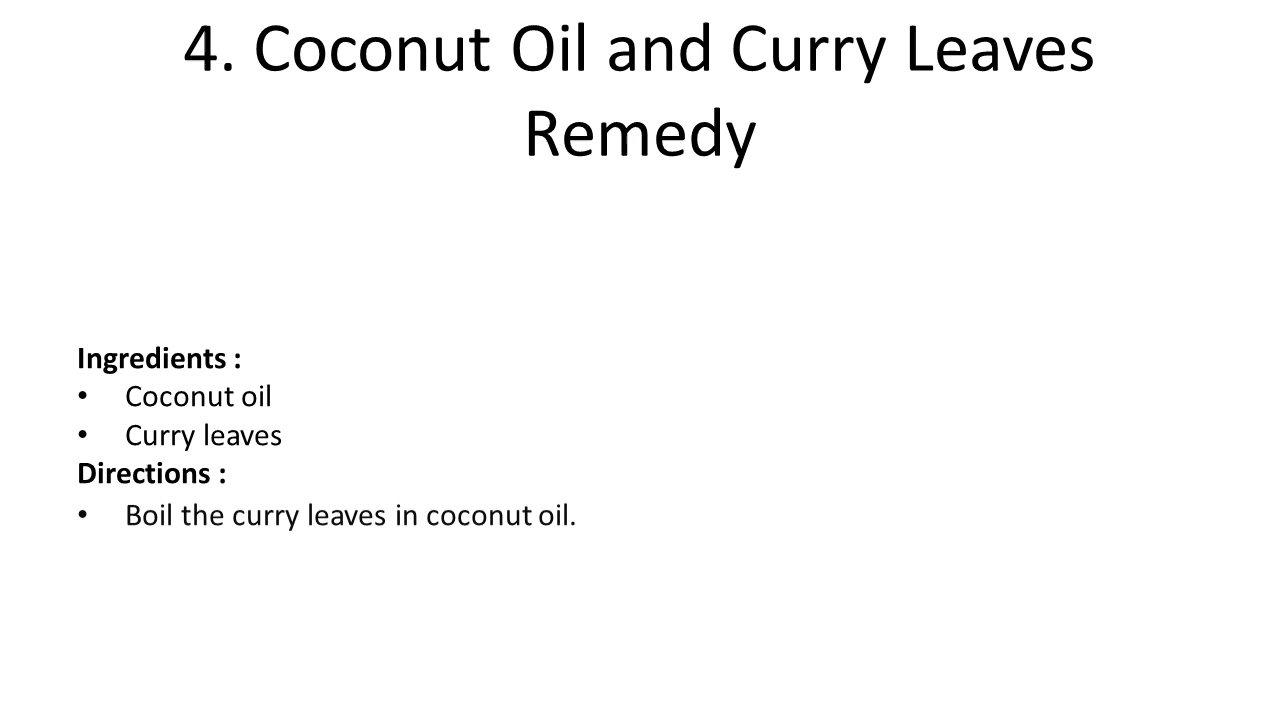 4. Coconut Oil and Curry Leaves
Remedy
Ingredients :
• Coconut oil
• Curry leaves
Directions :
• Boil the curry leaves in coconut oil.